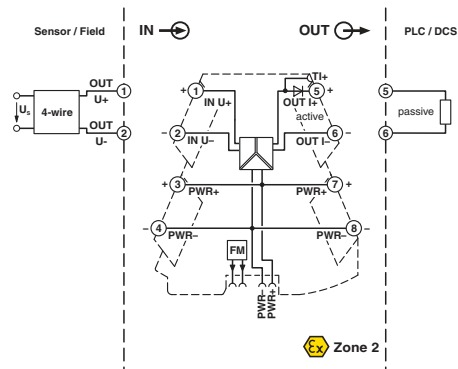 Sensor / Field
IN
OUT
PLC / DCS
OUT
U+
1
Us
4-wire
OUT
U-
2
1
+
IN U+
TI+
5
+
OUT I+
active
2
–
IN U–
6
–
OUT I–
3
+
PWR+
7
+
PWR+
4
–
PWR–
8
–
PWR–
FM
PWR–
PWR+
5
passive
6
Ex Zone 2